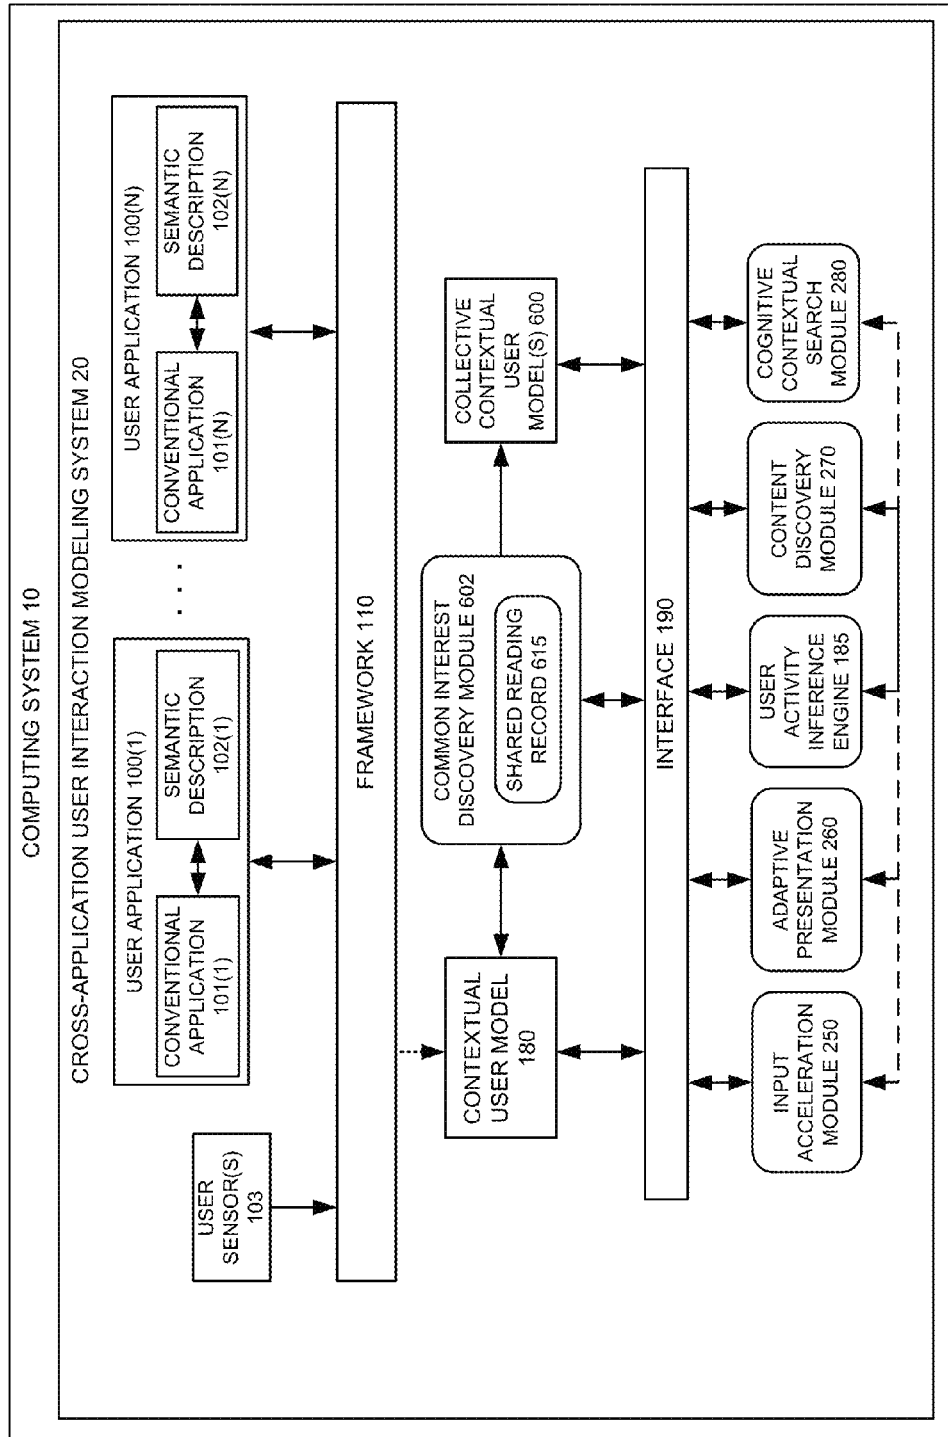 COMPUTING SYSTEM 10
CROSS-APPLICATION USER INTERACTION MODELING SYSTEM 20
USER
SENSOR(S)
103
USER APPLICATION 100(1)
CONVENTIONAL
APPLICATION
101(1)
SEMANTIC
DESCRIPTION
102(1)
. . .
USER APPLICATION 100(N)
CONVENTIONAL
APPLICATION
101(N)
SEMANTIC
DESCRIPTION
102(N)
FRAMEWORK 110
CONTEXTUAL
USER MODEL
180
COMMON INTEREST
DISCOVERY MODULE 602
SHARED READING
RECORD 615
COLLECTIVE
CONTEXTUAL
USER
MODEL(S) 600
INTERFACE 190
INPUT
ACCELERATION
MODULE 250
ADAPTIVE
PRESENTATION
MODULE 260
USER
ACTIVITY
INFERENCE
ENGINE 185
CONTENT
DISCOVERY
MODULE 270
COGNITIVE
CONTEXTUAL
SEARCH
MODULE 280